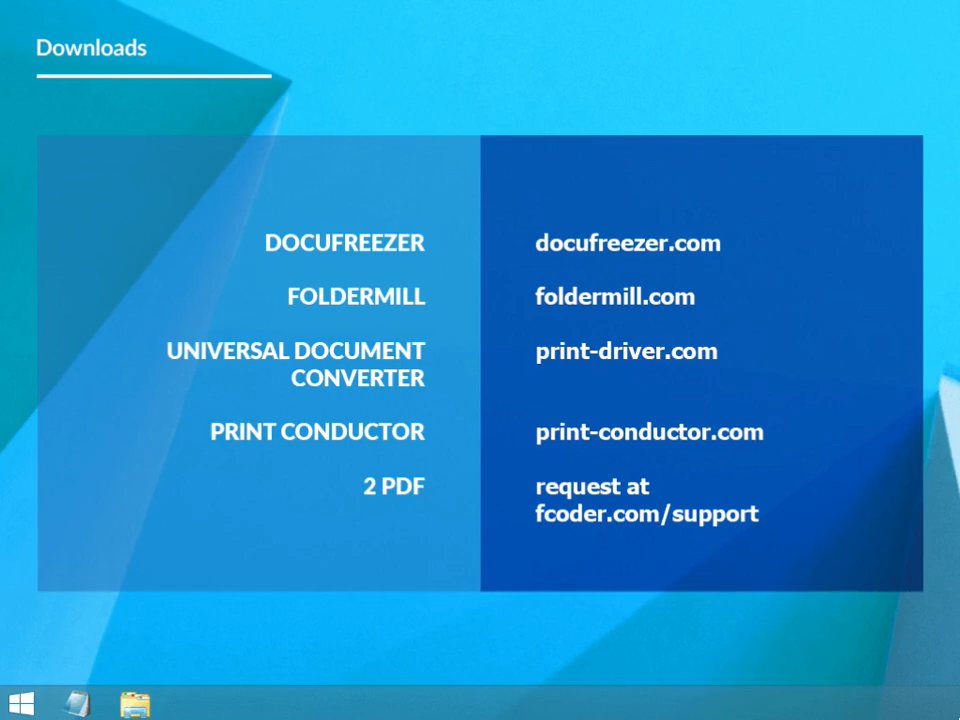 Downloads
DOCUFREEZER docufreezer.com
FOLDERMILL foldermill.com
UNIVERSAL DOCUMENT print-driver.com
CONVERTER
PRINT CONDUCTOR print-conductor.com
2 PDF request at
fcoder.com/support